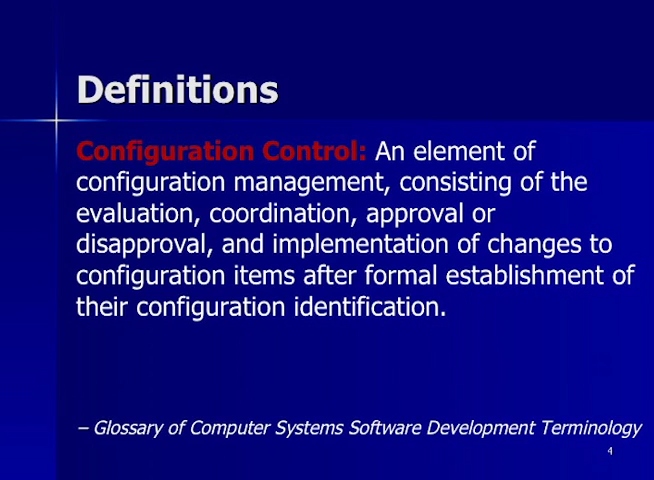 Definitions
Configuration Control: An element of
configuration management, consisting of the
evaluation, coordination, approval or
disapproval, and implementation of changes to
configuration items after formal establishment of
their configuration identification.
– Glossary of Computer Systems Software Development Terminology
4